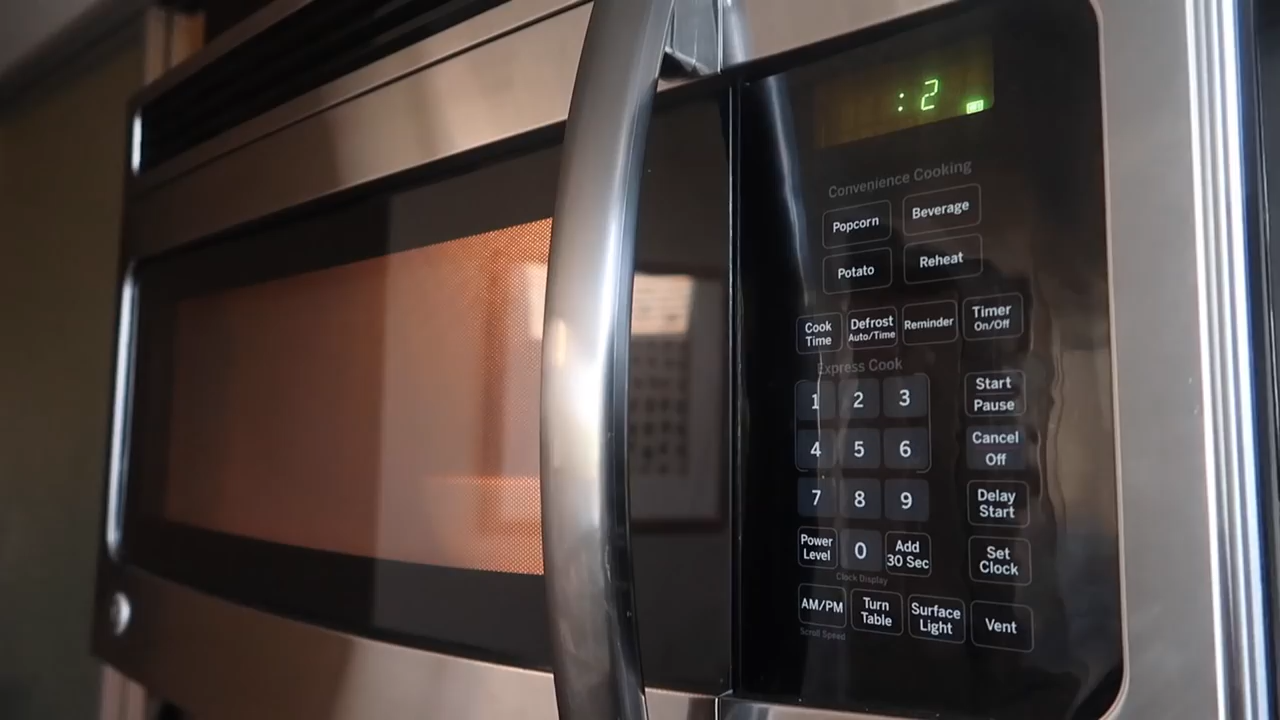 :2
Convenience Cooking
Popcorn Beverage
Potato Reheat
Cook Time Defrost Auto/Time Reminder Timer On/Off
Express Cook
1 2 3 Start Pause
4 5 6 Cancel Off
7 8 9 Delay Start
Power Level 0 Add 30 Sec Set Clock
Clock Display
AM/PM Turn Table Surface Light Vent
Scroll Speed